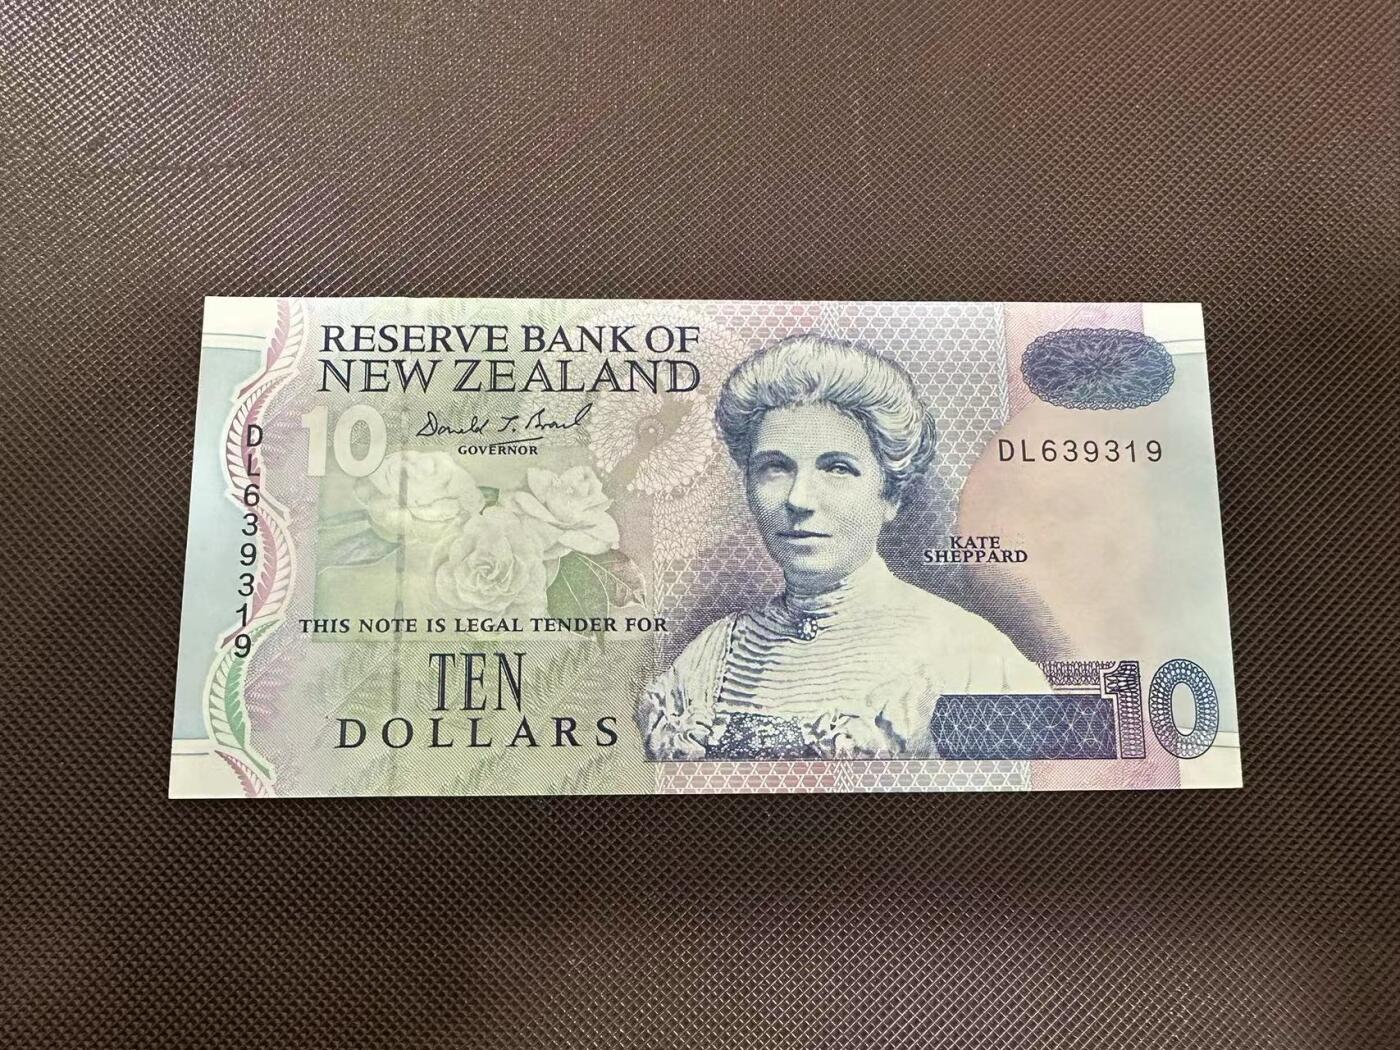 RESERVE BANK OF
NEW ZEALAND
10
Donald T. Brash
GOVERNOR
DL639319
DL639319
KATE
SHEPPARD
THIS NOTE IS LEGAL TENDER FOR
TEN
DOLLARS
10